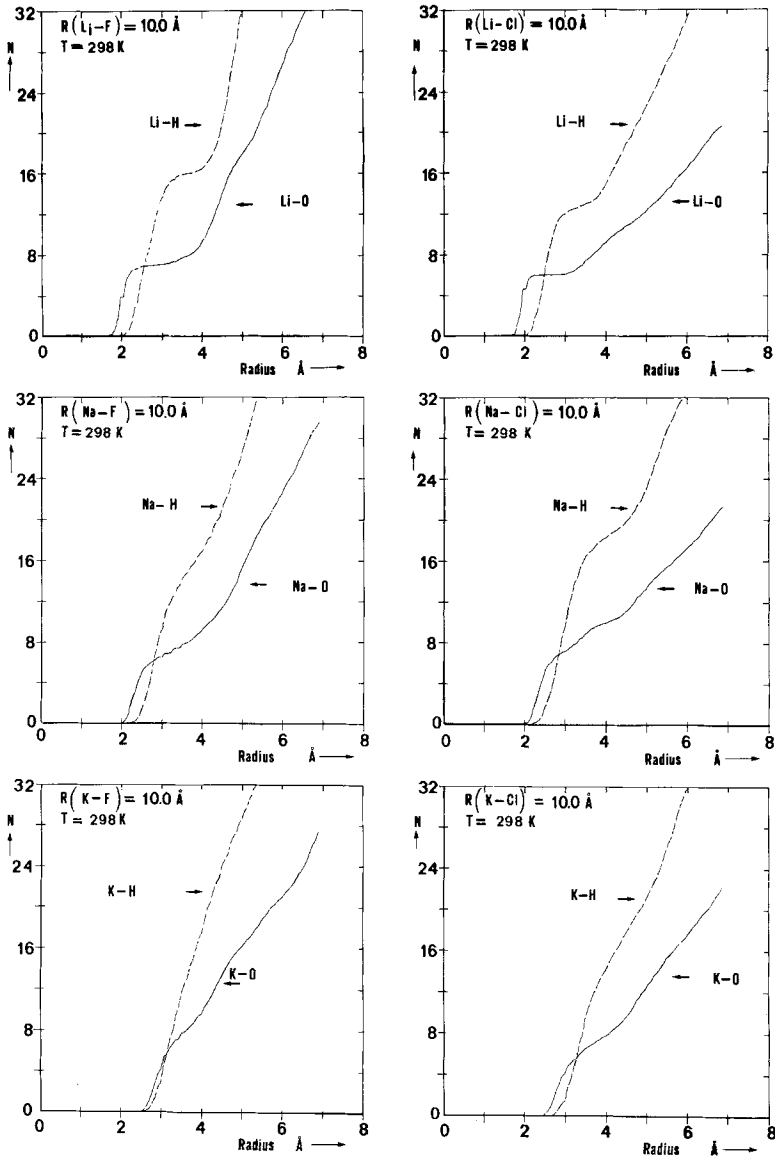 R(Li-F)=10.0 Å
T=298 K
N
32
24
16
8
0
Li-H
Li-O
0 2 4 6 8
Radius Å
R(Li-Cl)=10.0 Å
T=298 K
N
32
24
16
8
0
Li-H
Li-O
0 2 4 6 8
Radius Å
R(Na-F)=10.0 Å
T=298 K
N
32
24
16
8
0
Na-H
Na-O
0 2 4 6 8
Radius Å
R(Na-Cl)=10.0 Å
T=298 K
N
32
24
16
8
0
Na-H
Na-O
0 2 4 6 8
Radius Å
R(K-F)=10.0 Å
T=298 K
N
32
24
16
8
0
K-H
K-O
0 2 4 6 8
Radius Å
R(K-Cl)=10.0 Å
T=298 K
N
32
24
16
8
0
K-H
K-O
0 2 4 6 8
Radius Å